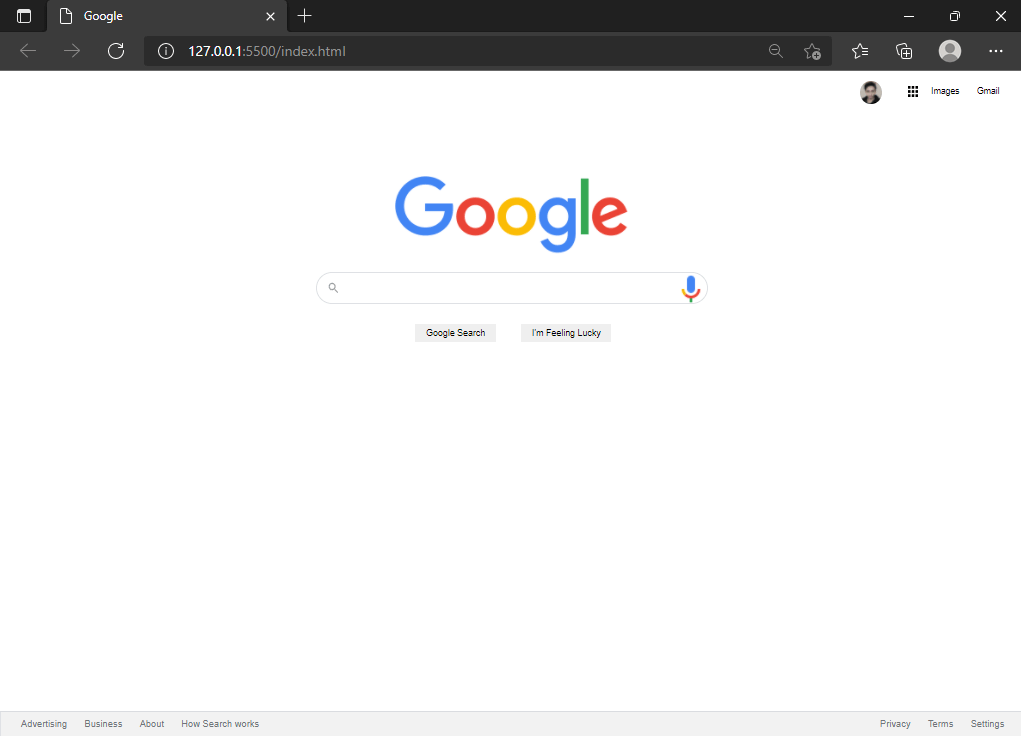 Google
127.0.0.1:5500/index.html
Images Gmail
Google
Google Search I'm Feeling Lucky
Advertising Business About How Search works Privacy Terms Settings